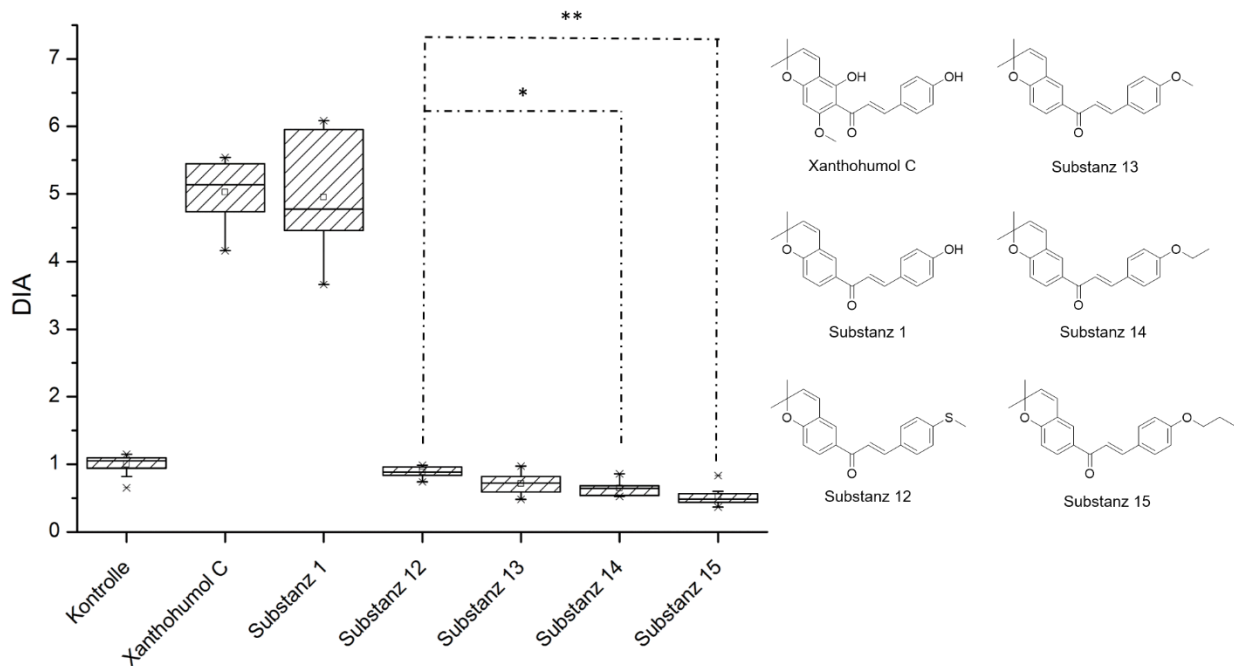 **
*
7
6
5
4
3
2
1
0
DIA
Kontrolle
Xanthohumol C
Substanz 1
Substanz 12
Substanz 13
Substanz 14
Substanz 15
O
OH
OH
O
O
Xanthohumol C
O
O
O
Substanz 13
O
OH
O
Substanz 1
O
O
O
Substanz 14
O
S
O
Substanz 12
O
O
O
Substanz 15